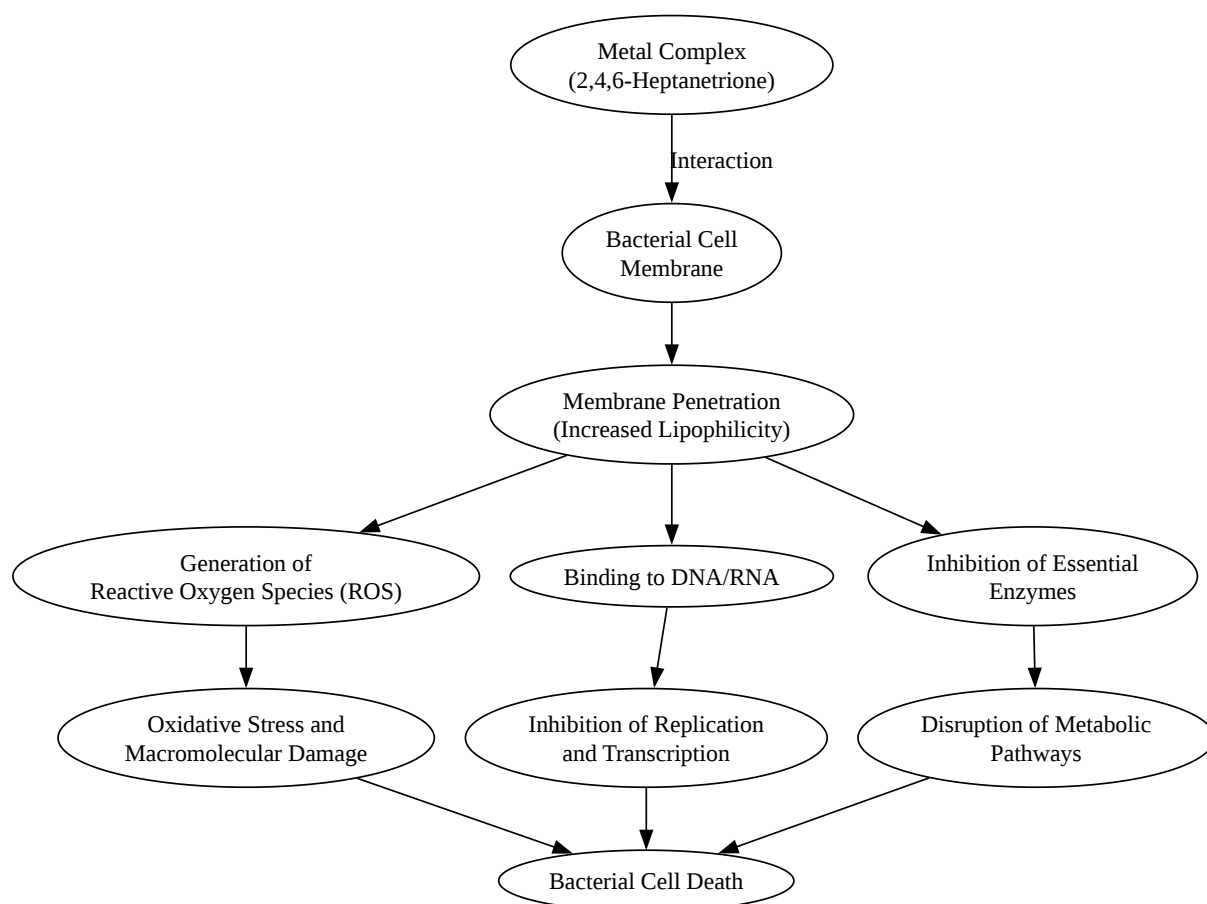 Metal Complex
(2,4,6-Heptanetrione)
Interaction
Bacterial Cell
Membrane
Membrane Penetration
(Increased Lipophilicity)
Generation of
Reactive Oxygen Species (ROS)
Binding to DNA/RNA
Inhibition of Essential
Enzymes
Oxidative Stress and
Macromolecular Damage
Inhibition of Replication
and Transcription
Disruption of Metabolic
Pathways
Bacterial Cell Death